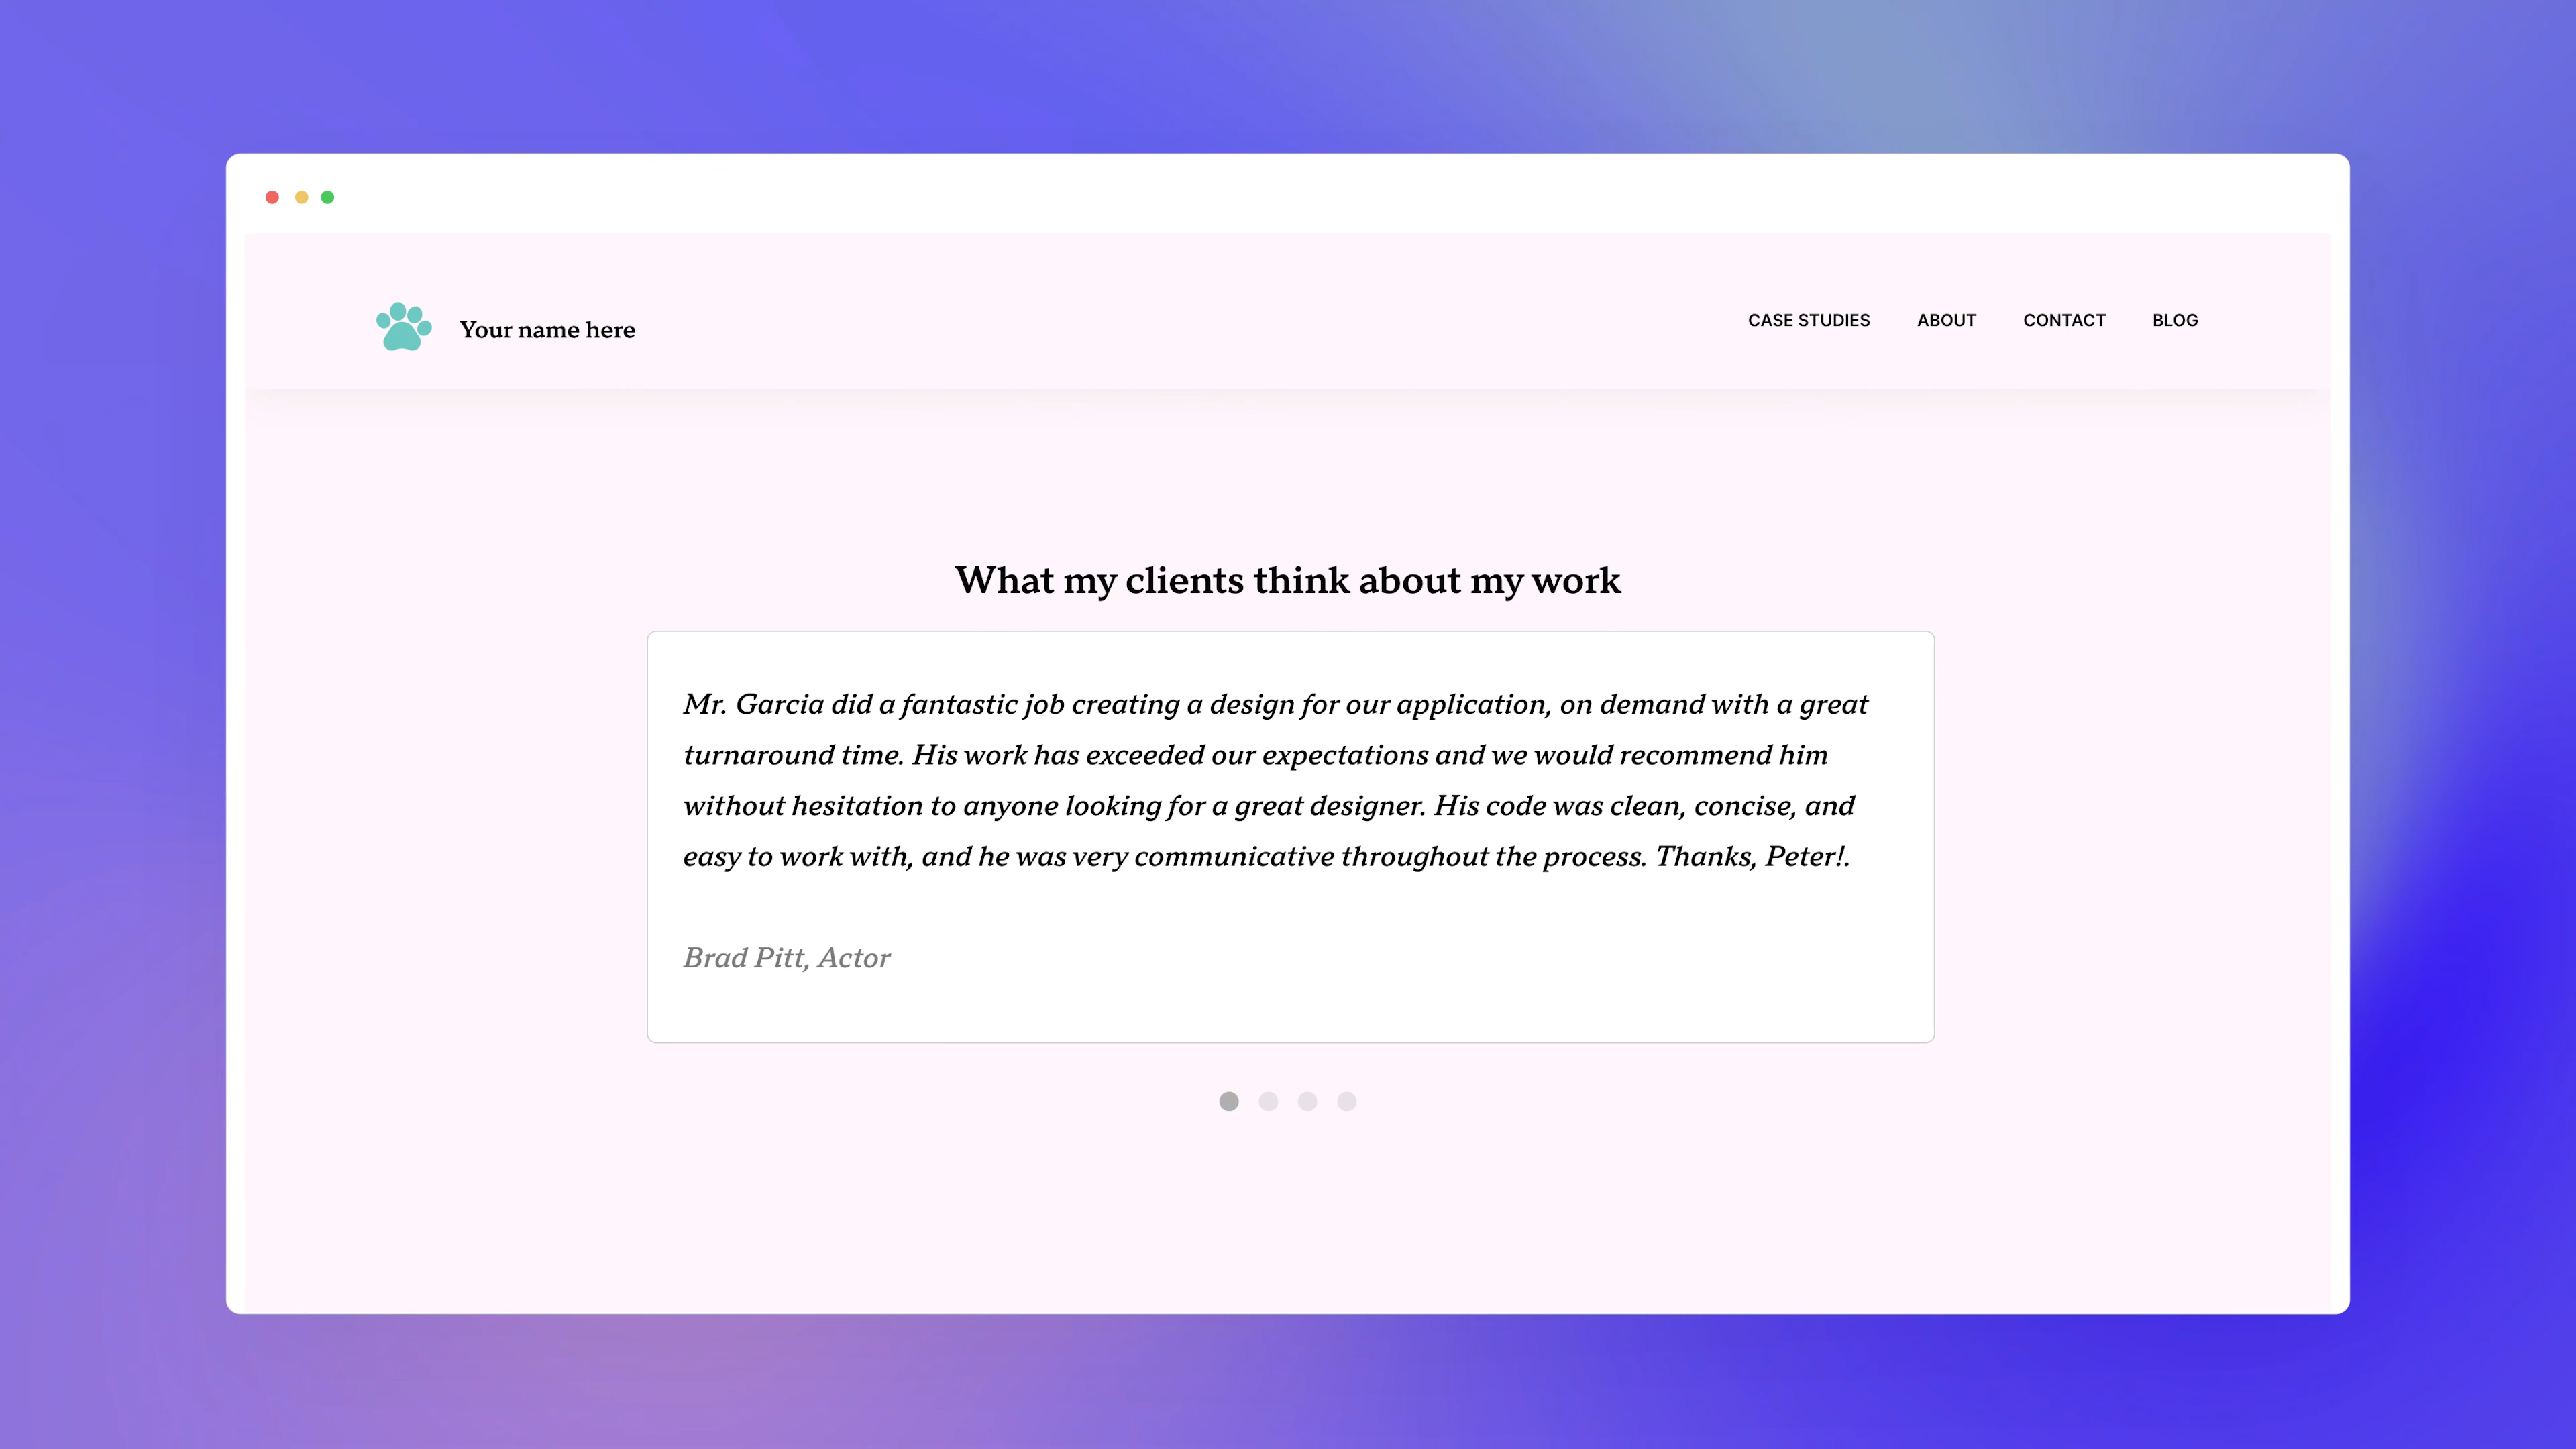 Your name here
CASE STUDIES ABOUT CONTACT BLOG
What my clients think about my work
Mr. Garcia did a fantastic job creating a design for our application, on demand with a great
turnaround time. His work has exceeded our expectations and we would recommend him
without hesitation to anyone looking for a great designer. His code was clean, concise, and
easy to work with, and he was very communicative throughout the process. Thanks, Peter!.
Brad Pitt, Actor